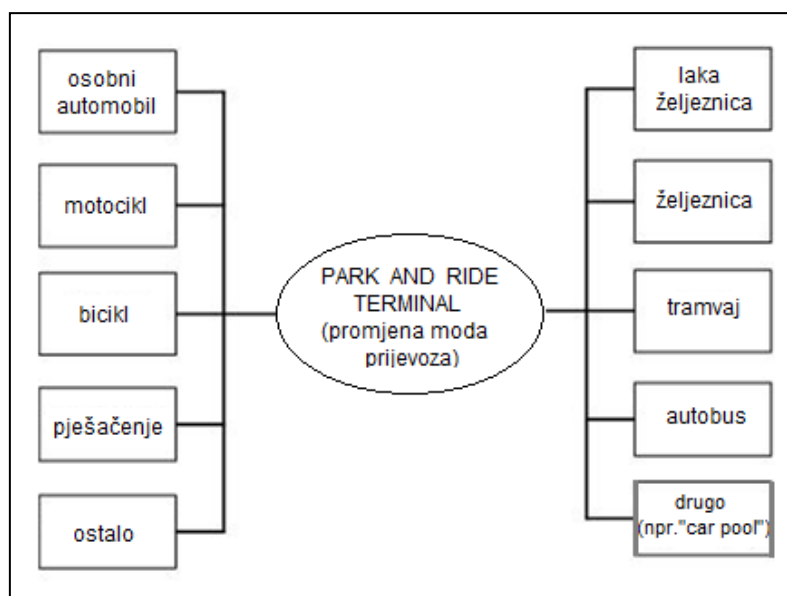 osobni
automobil
motocikl
bicikl
pješačenje
ostalo
PARK AND RIDE
TERMINAL
(promjena moda
prijevoza)
laka
željeznica
željeznica
tramvaj
autobus
drugo
(npr."car pool")